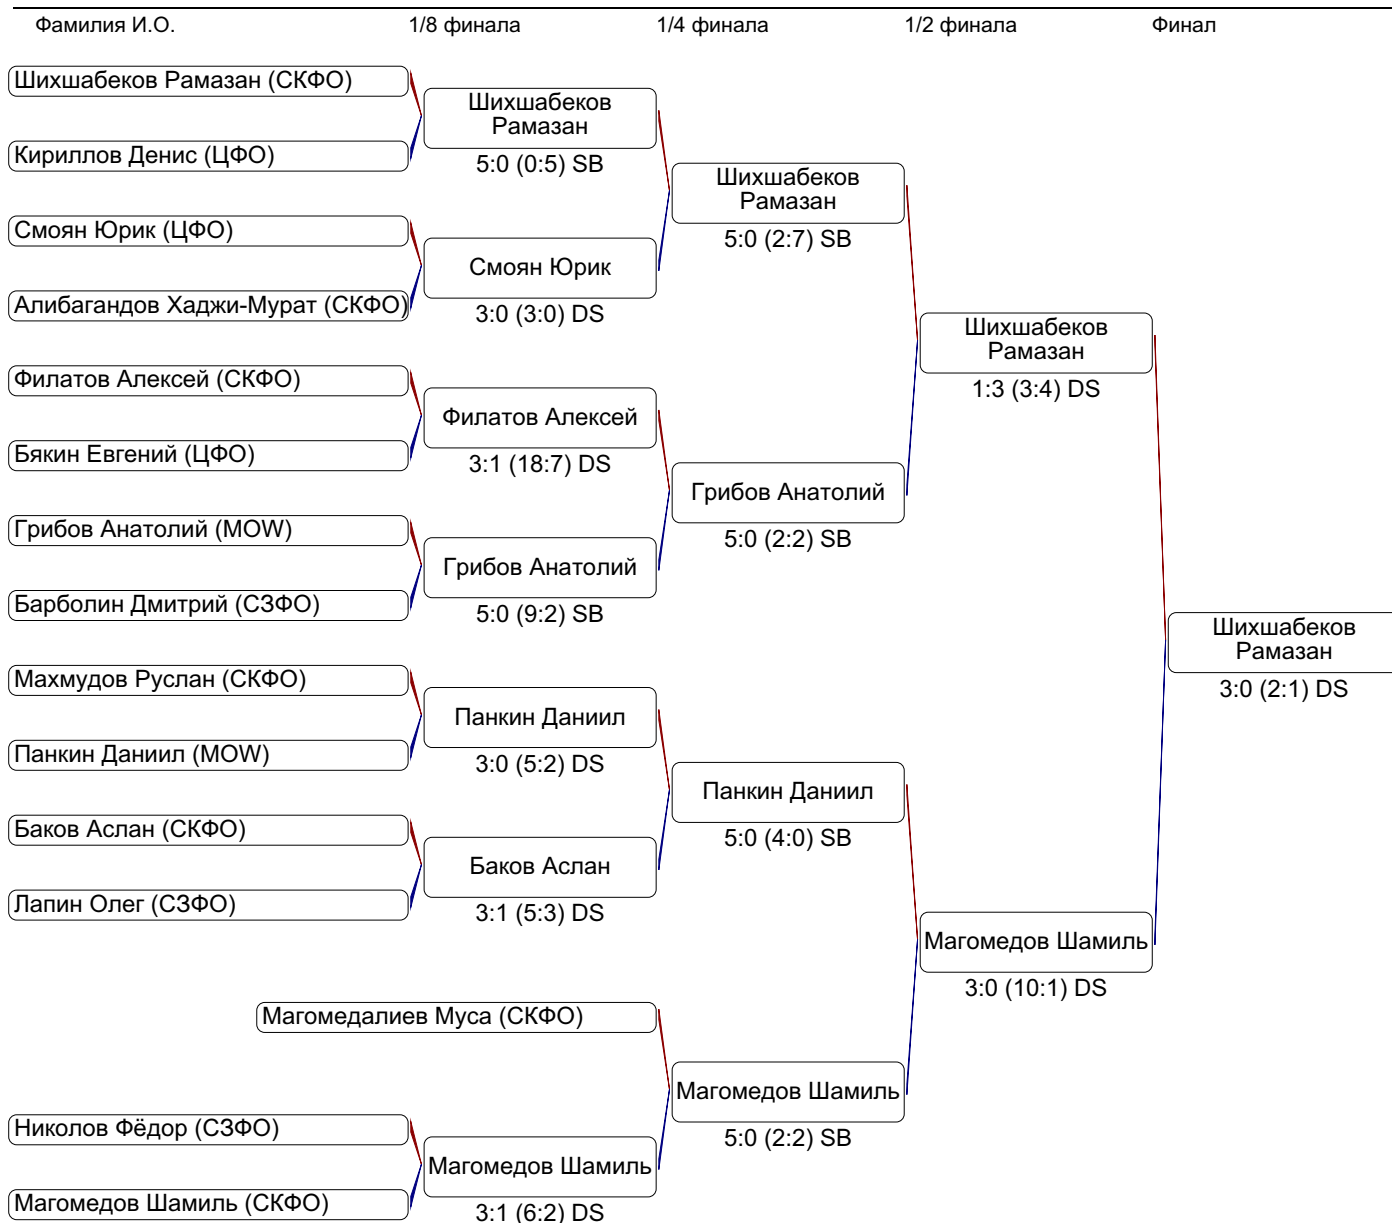 Фамилия И.О.
1/8 финала
1/4 финала
1/2 финала
Финал
Шихшабеков Рамазан (СКФО)
Кириллов Денис (ЦФО)
Смоян Юрик (ЦФО)
Алибагандов Хаджи-Мурат (СКФО)
Филатов Алексей (СКФО)
Бякин Евгений (ЦФО)
Грибов Анатолий (MOW)
Барболин Дмитрий (СЗФО)
Махмудов Руслан (СКФО)
Панкин Даниил (MOW)
Баков Аслан (СКФО)
Лапин Олег (СЗФО)
Магомедалиев Муса (СКФО)
Николов Фёдор (СЗФО)
Магомедов Шамиль (СКФО)
Шихшабеков
Рамазан
5:0 (0:5) SB
Смоян Юрик
3:0 (3:0) DS
Филатов Алексей
3:1 (18:7) DS
Грибов Анатолий
5:0 (9:2) SB
Панкин Даниил
3:0 (5:2) DS
Баков Аслан
3:1 (5:3) DS
Магомедов Шамиль
3:1 (6:2) DS
Шихшабеков
Рамазан
5:0 (2:7) SB
Грибов Анатолий
5:0 (2:2) SB
Панкин Даниил
5:0 (4:0) SB
Магомедов Шамиль
5:0 (2:2) SB
Шихшабеков
Рамазан
1:3 (3:4) DS
Магомедов Шамиль
3:0 (10:1) DS
Шихшабеков
Рамазан
3:0 (2:1) DS